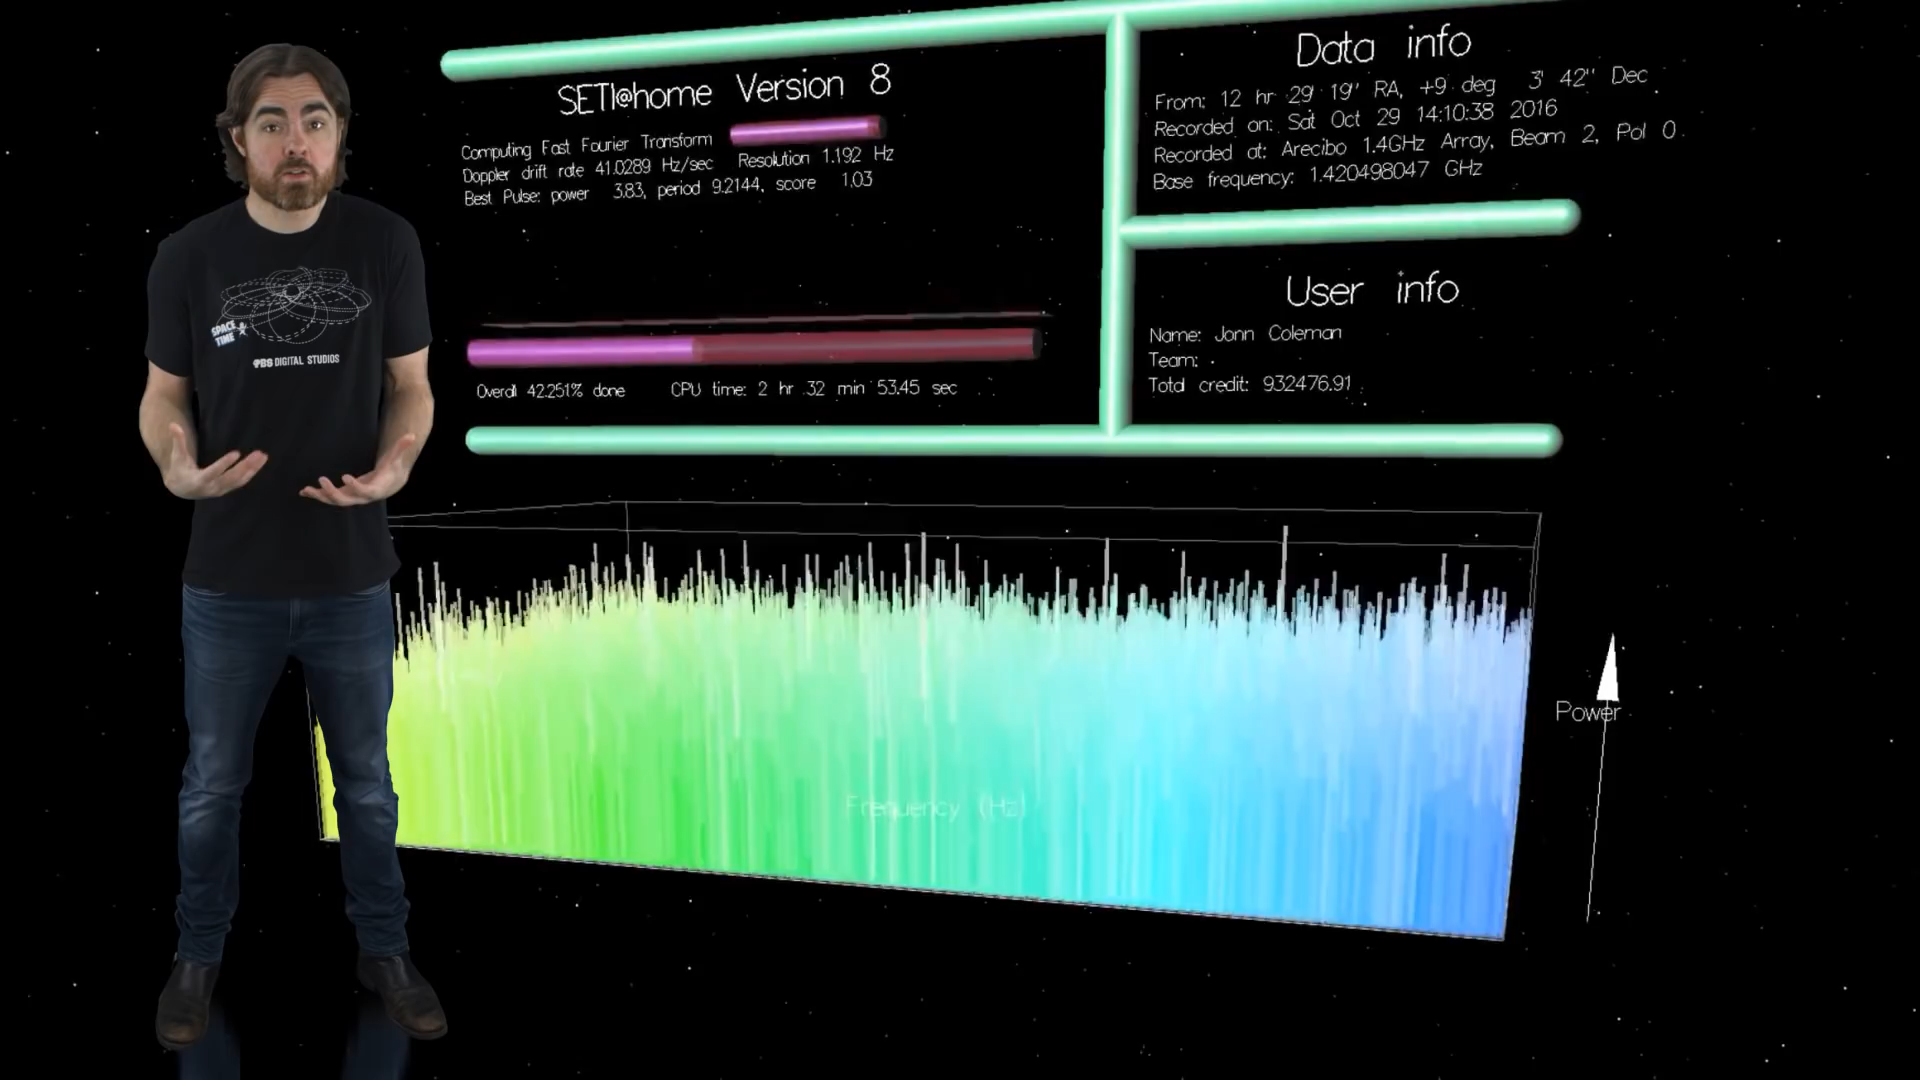 SETI@home Version 8
Computing Fast Fourier Transform
Doppler drift rate 41.0289 Hz/sec Resolution 1.192 Hz
Best Pulse: power 3.83, period 9.2144, score 1.03
Overall 42.251% done CPU time: 2 hr 32 min 53.45 sec
Data info
From: 12 hr 29' 19" RA, +9 deg 3' 42" Dec
Recorded on: Sat Oct 29 14:10:38 2016
Recorded at: Arecibo 1.4GHz Array, Beam 2, Pol 0
Base frequency: 1.420498047 GHz
User info
Name: Jonn Coleman
Team:
Total credit: 932476.91
SPACE
TIME
PBS DIGITAL STUDIOS
Power
Frequency (Hz)